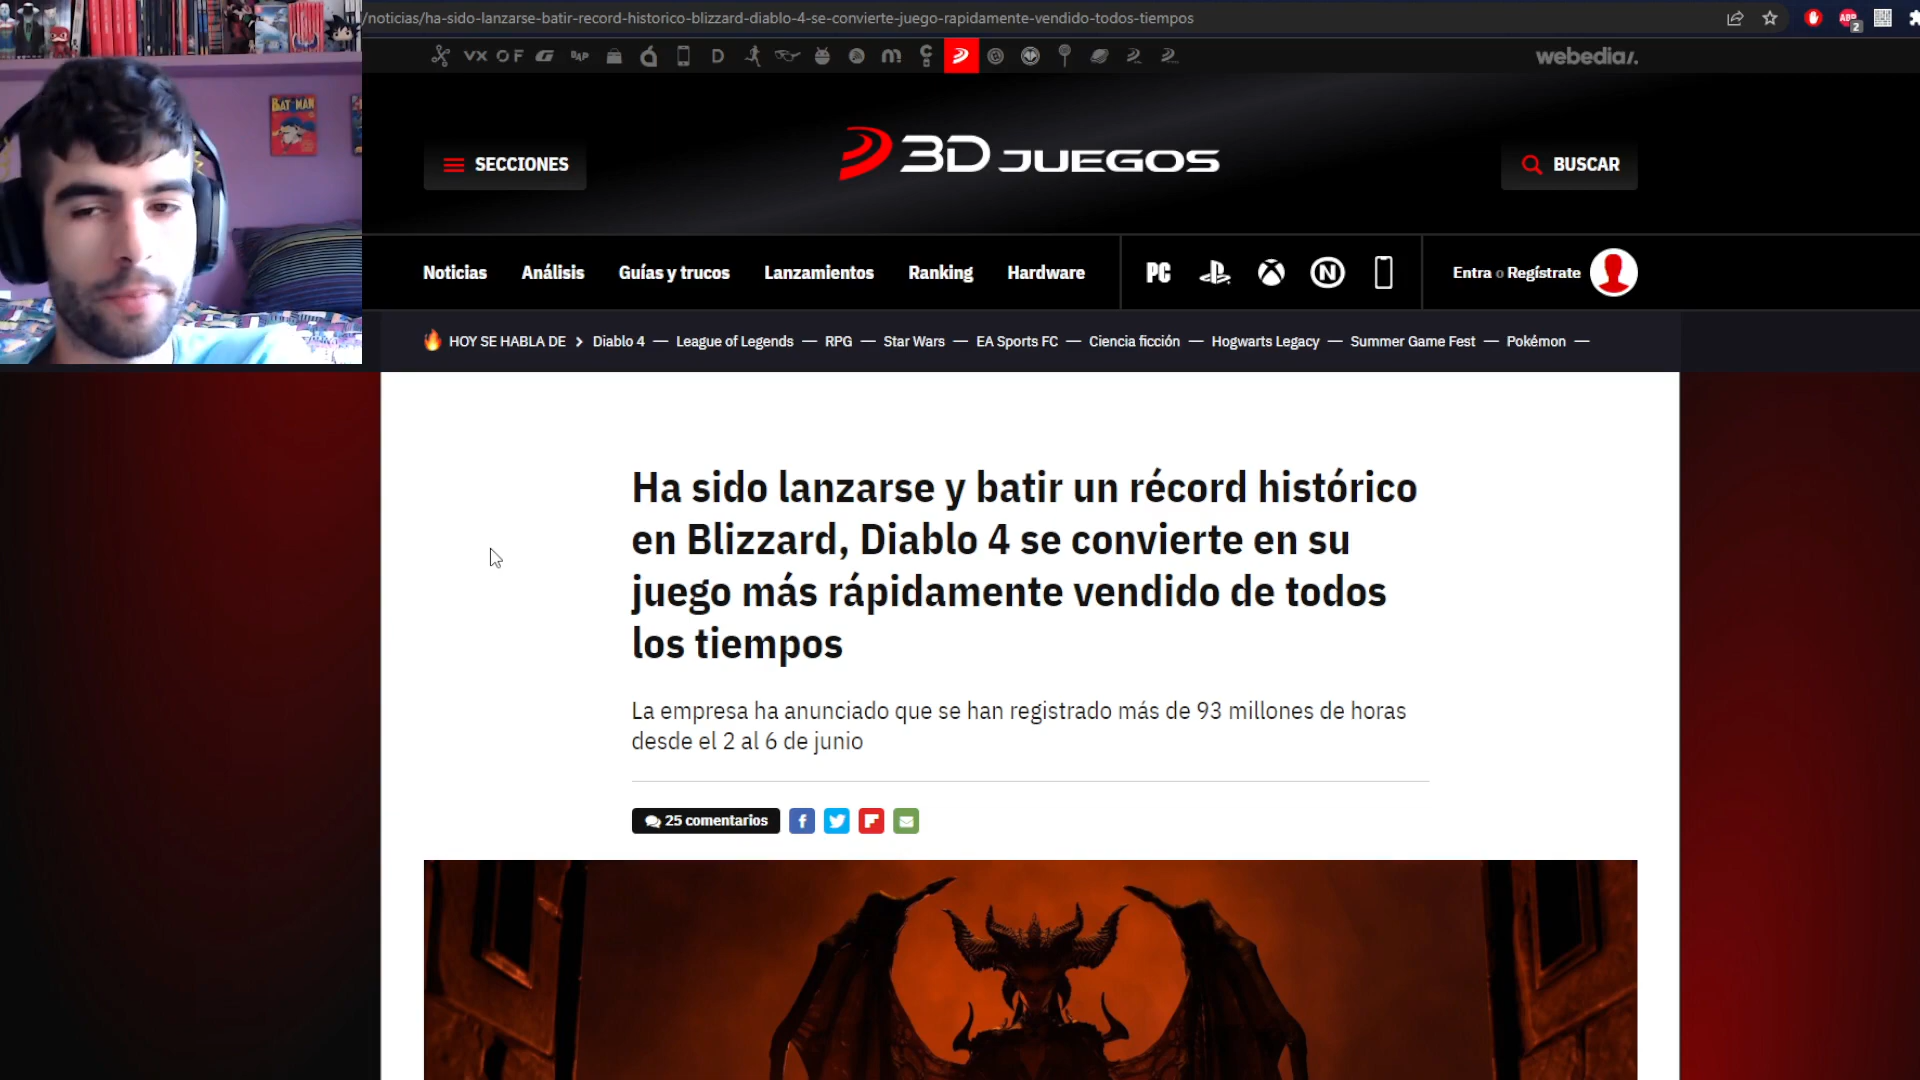 /noticias/ha-sido-lanzarse-batir-record-historico-blizzard-diablo-4-se-convierte-juego-rapidamente-vendido-todos-tiempos
ABP 2
VX OF D webedia/.
BAT MAN
SECCIONES
3D JUEGOS
BUSCAR
Noticias Análisis Guías y trucos Lanzamientos Ranking Hardware PC N Entra o Regístrate
HOY SE HABLA DE > Diablo 4 — League of Legends — RPG — Star Wars — EA Sports FC — Ciencia ficción — Hogwarts Legacy — Summer Game Fest — Pokémon —
Ha sido lanzarse y batir un récord histórico
en Blizzard, Diablo 4 se convierte en su
juego más rápidamente vendido de todos
los tiempos
La empresa ha anunciado que se han registrado más de 93 millones de horas
desde el 2 al 6 de junio
25 comentarios